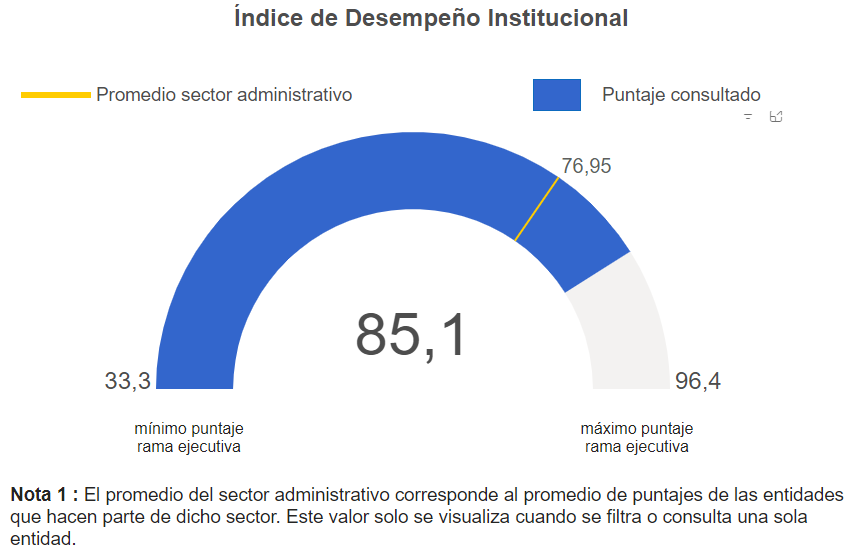 Índice de Desempeño Institucional
Promedio sector administrativo
Puntaje consultado
76,95
85,1
33,3
96,4
mínimo puntaje
rama ejecutiva
máximo puntaje
rama ejecutiva
Nota 1 : El promedio del sector administrativo corresponde al promedio de puntajes de las entidades
que hacen parte de dicho sector. Este valor solo se visualiza cuando se filtra o consulta una sola
entidad.